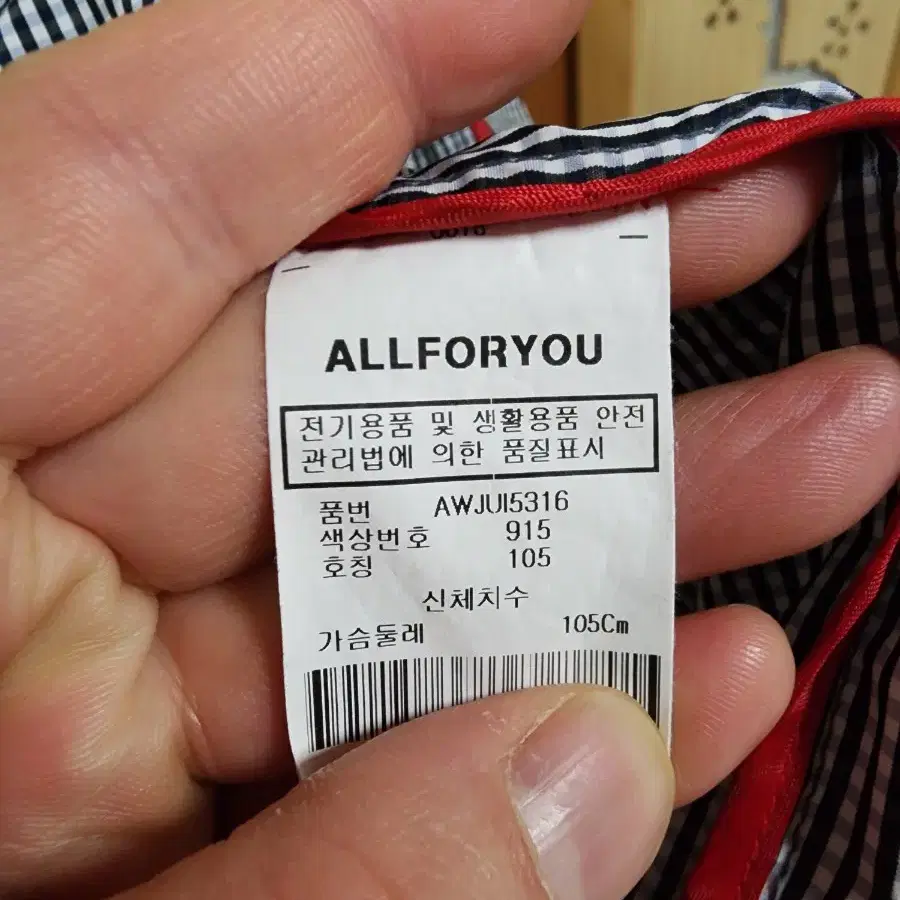 ALLFORYOU
전기용품 및 생활용품 안전
관리법에 의한 품질표시
품번 AWJUI5316
색상번호 915
호칭 105
신체치수
가슴둘레 105Cm